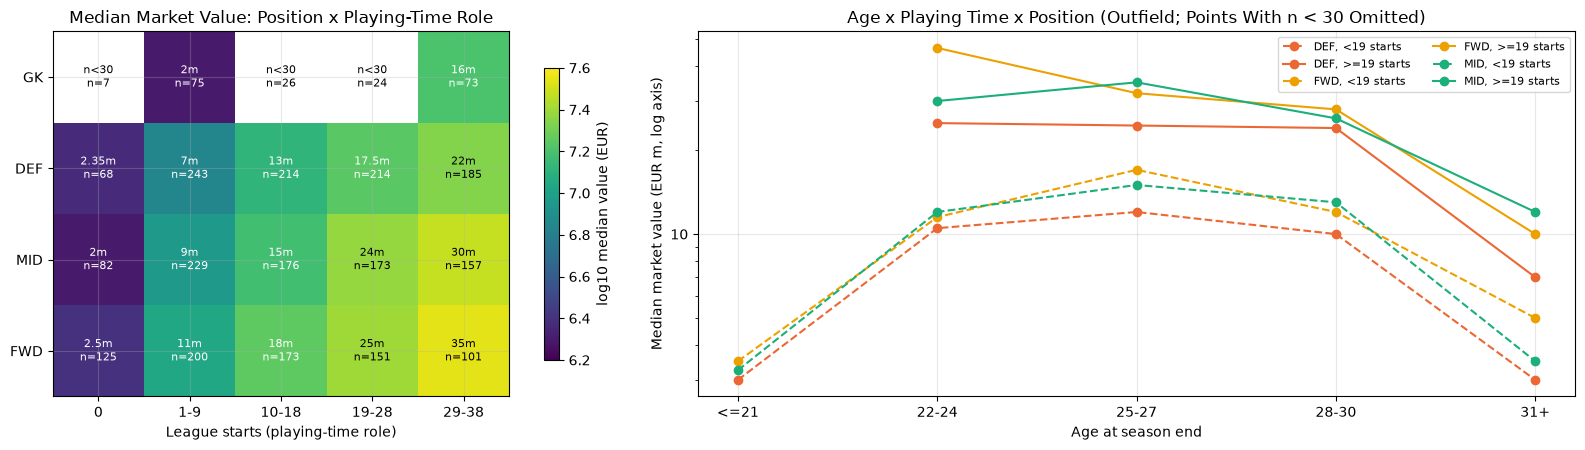 Median Market Value: Position x Playing-Time Role
GK
n<30
n=7
2m
n=75
n<30
n=26
n<30
n=24
16m
n=73
DEF
2.35m
n=68
7m
n=243
13m
n=214
17.5m
n=214
22m
n=185
MID
2m
n=82
9m
n=229
15m
n=176
24m
n=173
30m
n=157
FWD
2.5m
n=125
11m
n=200
18m
n=173
25m
n=151
35m
n=101
0
1-9
10-18
19-28
29-38
League starts (playing-time role)
7.6
7.4
7.2
7.0
6.8
6.6
6.4
6.2
log10 median value (EUR)
Age x Playing Time x Position (Outfield; Points With n < 30 Omitted)
DEF, <19 starts
DEF, >=19 starts
FWD, <19 starts
FWD, >=19 starts
MID, <19 starts
MID, >=19 starts
Median market value (EUR m, log axis)
10
<=21
22-24
25-27
28-30
31+
Age at season end